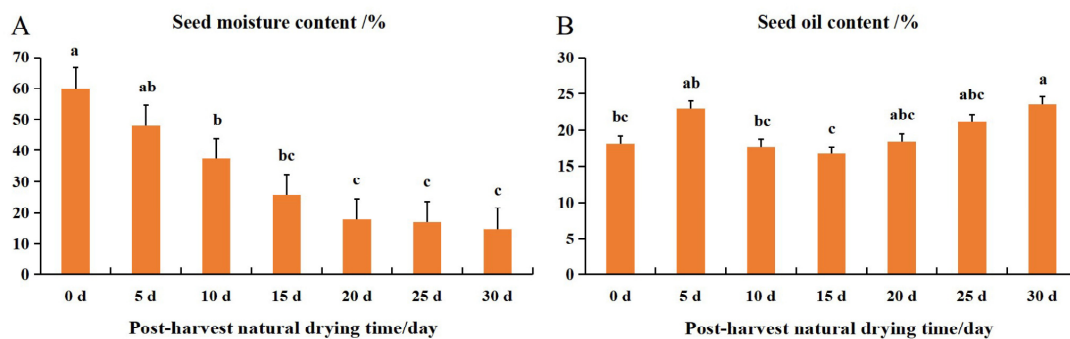 A
Seed moisture content /%
70
60
50
40
30
20
10
0
a
ab
b
bc
c
c
c
0 d 5 d 10 d 15 d 20 d 25 d 30 d
Post-harvest natural drying time/day
B
Seed oil content /%
30
25
20
15
10
5
0
bc
ab
bc
c
abc
abc
a
0 d 5 d 10 d 15 d 20 d 25 d 30 d
Post-harvest natural drying time/day